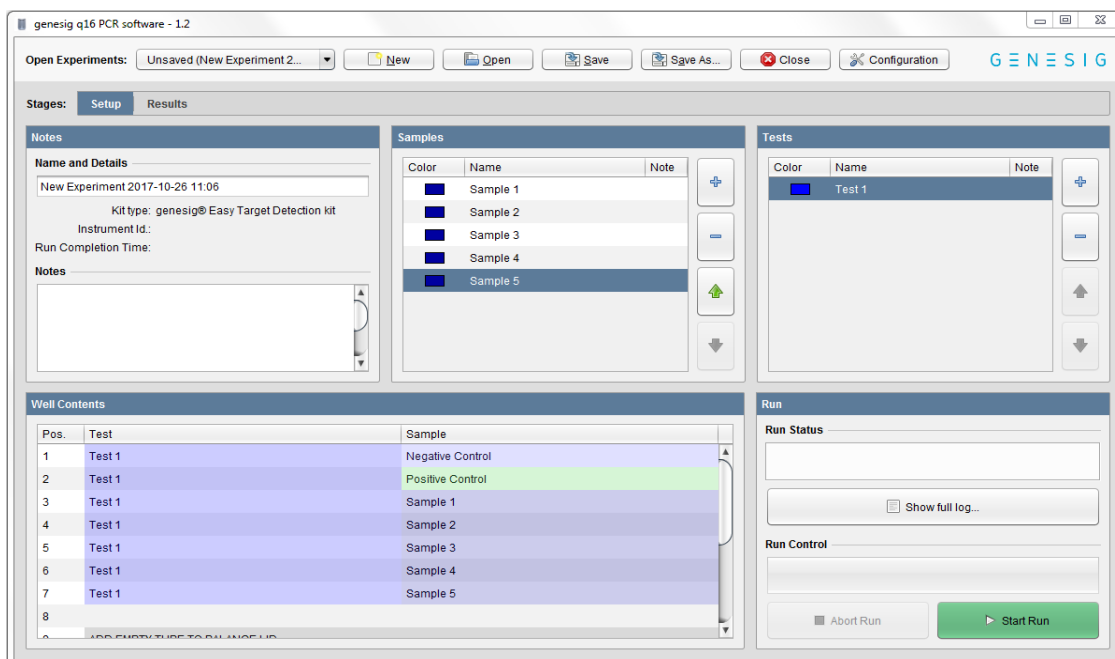 genesig q16 PCR software - 1.2
Open Experiments: Unsaved (New Experiment 2... New Open Save Save As... Close Configuration GENESIG
Stages: Setup Results
Notes
Name and Details
New Experiment 2017-10-26 11:06
Kit type: genesig® Easy Target Detection kit
Instrument Id.:
Run Completion Time:
Notes
Samples
Color Name Note
Sample 1
Sample 2
Sample 3
Sample 4
Sample 5
Tests
Color Name Note
Test 1
Well Contents
Pos. Test Sample
1 Test 1 Negative Control
2 Test 1 Positive Control
3 Test 1 Sample 1
4 Test 1 Sample 2
5 Test 1 Sample 3
6 Test 1 Sample 4
7 Test 1 Sample 5
8
ADD EMPTY TUBE TO BALANCE LID
Run
Run Status
Show full log...
Run Control
Abort Run Start Run